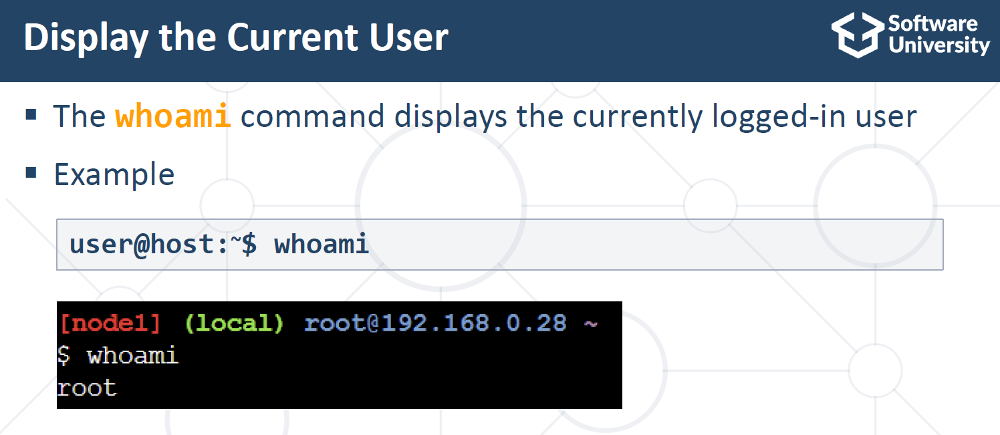 Display the Current User
Software
University
The whoami command displays the currently logged-in user
Example
user@host:~$ whoami
[node1] (local) root@192.168.0.28 ~
$ whoami
root